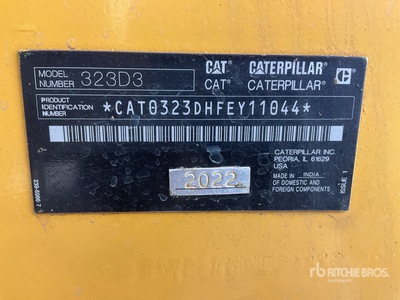 MODEL NUMBER 323D3
CAT CATERPILLAR C
CAT® CATERPILLAR®
PRODUCT IDENTIFICATION NUMBER *CAT0323DHFEY11044*
CATERPILLAR INC.
PEORIA, IL 61629
USA
2022
MADE IN INDIA
OF DOMESTIC AND
FOREIGN COMPONENTS
ISSUE 1
rb RITCHIE BROS.